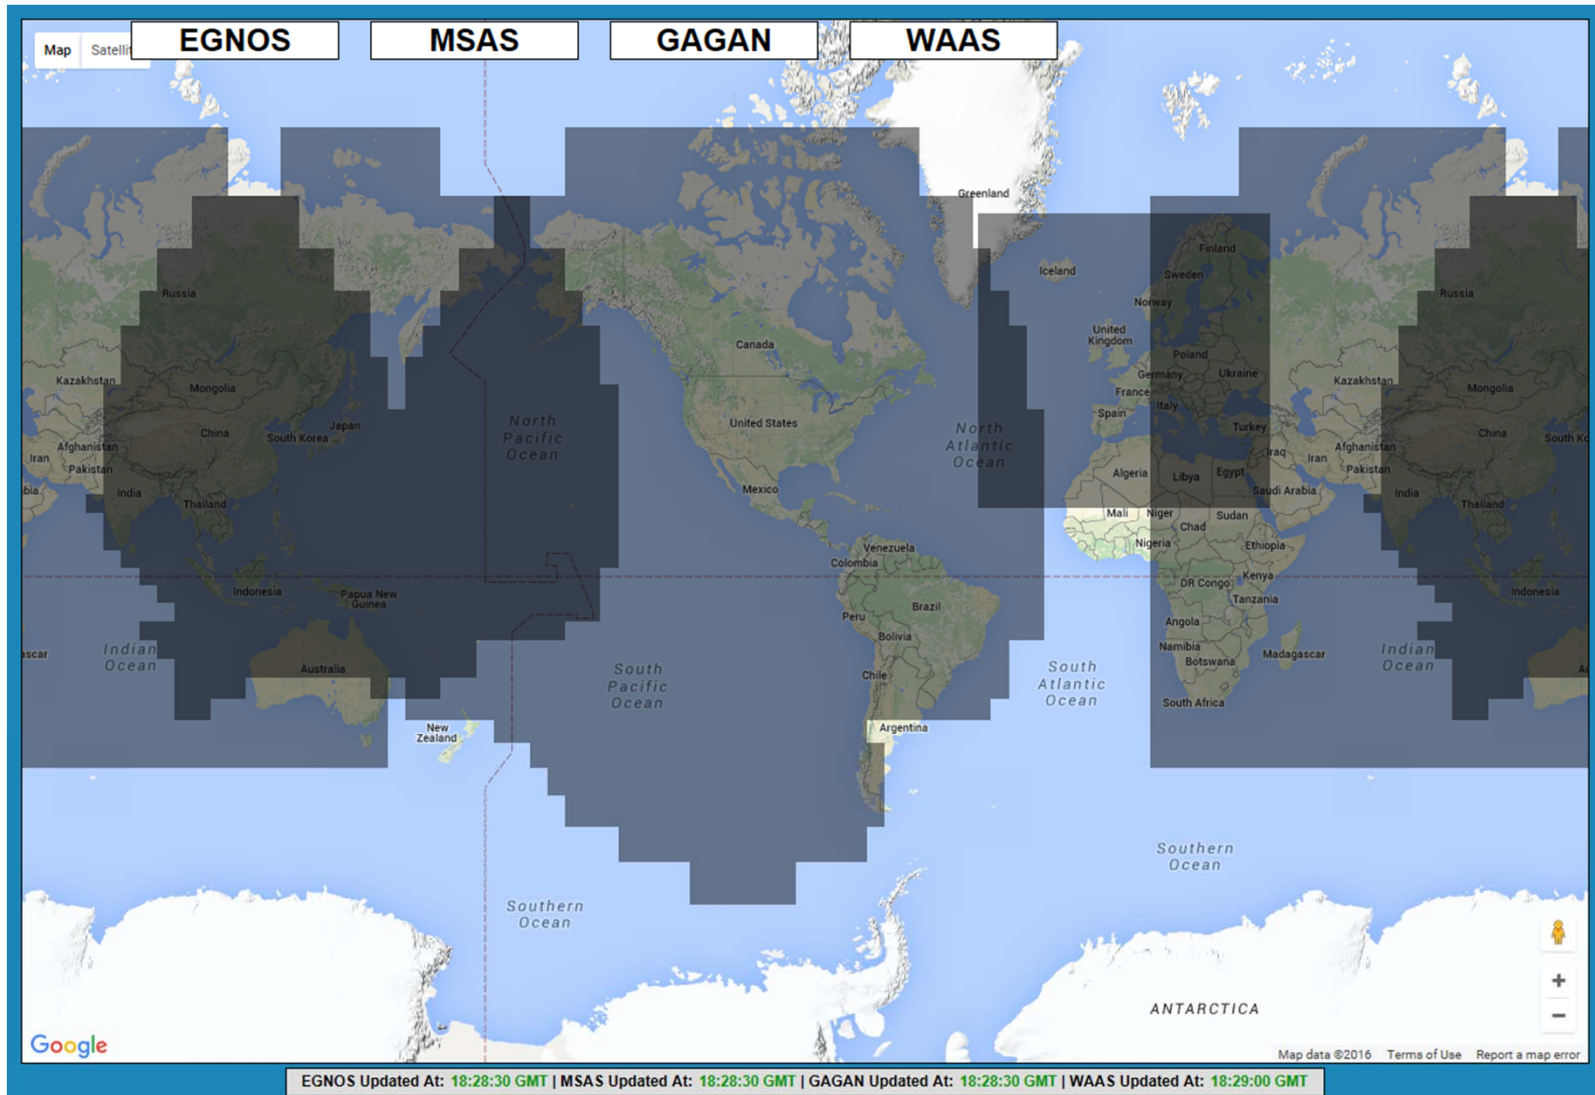 Map Satelli EGNOS MSAS GAGAN WAAS
Greenland
Finland
Iceland
Sweden
Russia
Russia
Norway
United
Kingdom
Canada
Poland
Germany
Ukraine
Kazakhstan
Mongolia
France
Kazakhstan
Mongolia
Italy
Spain
North
Pacific
Ocean
United States
North
Atlantic
Ocean
Turkey
Japan
South Korea
China
China
South Ko
Afghanistan
Iran
Pakistan
Iraq
Iran
Afghanistan
Pakistan
Algeria
Libya
Egypt
bia
India
Thailand
Mexico
Saudi Arabia
India
Thailand
Mali
Niger
Sudan
Chad
Nigeria
Ethiopia
Venezuela
Colombia
DR Congo
Kenya
Indonesia
Papua New
Guinea
Indonesia
Brazil
Tanzania
Peru
Angola
Bolivia
ascar
Indian
Ocean
Namibia
Madagascar
Indian
Ocean
Botswana
Australia
South
Pacific
Ocean
Chile
South
Atlantic
Ocean
Au
South Africa
New
Zealand
Argentina
Southern
Ocean
Southern
Ocean
ANTARCTICA
+
−
Google
Map data ©2016 Terms of Use Report a map error
EGNOS Updated At: 18:28:30 GMT | MSAS Updated At: 18:28:30 GMT | GAGAN Updated At: 18:28:30 GMT | WAAS Updated At: 18:29:00 GMT